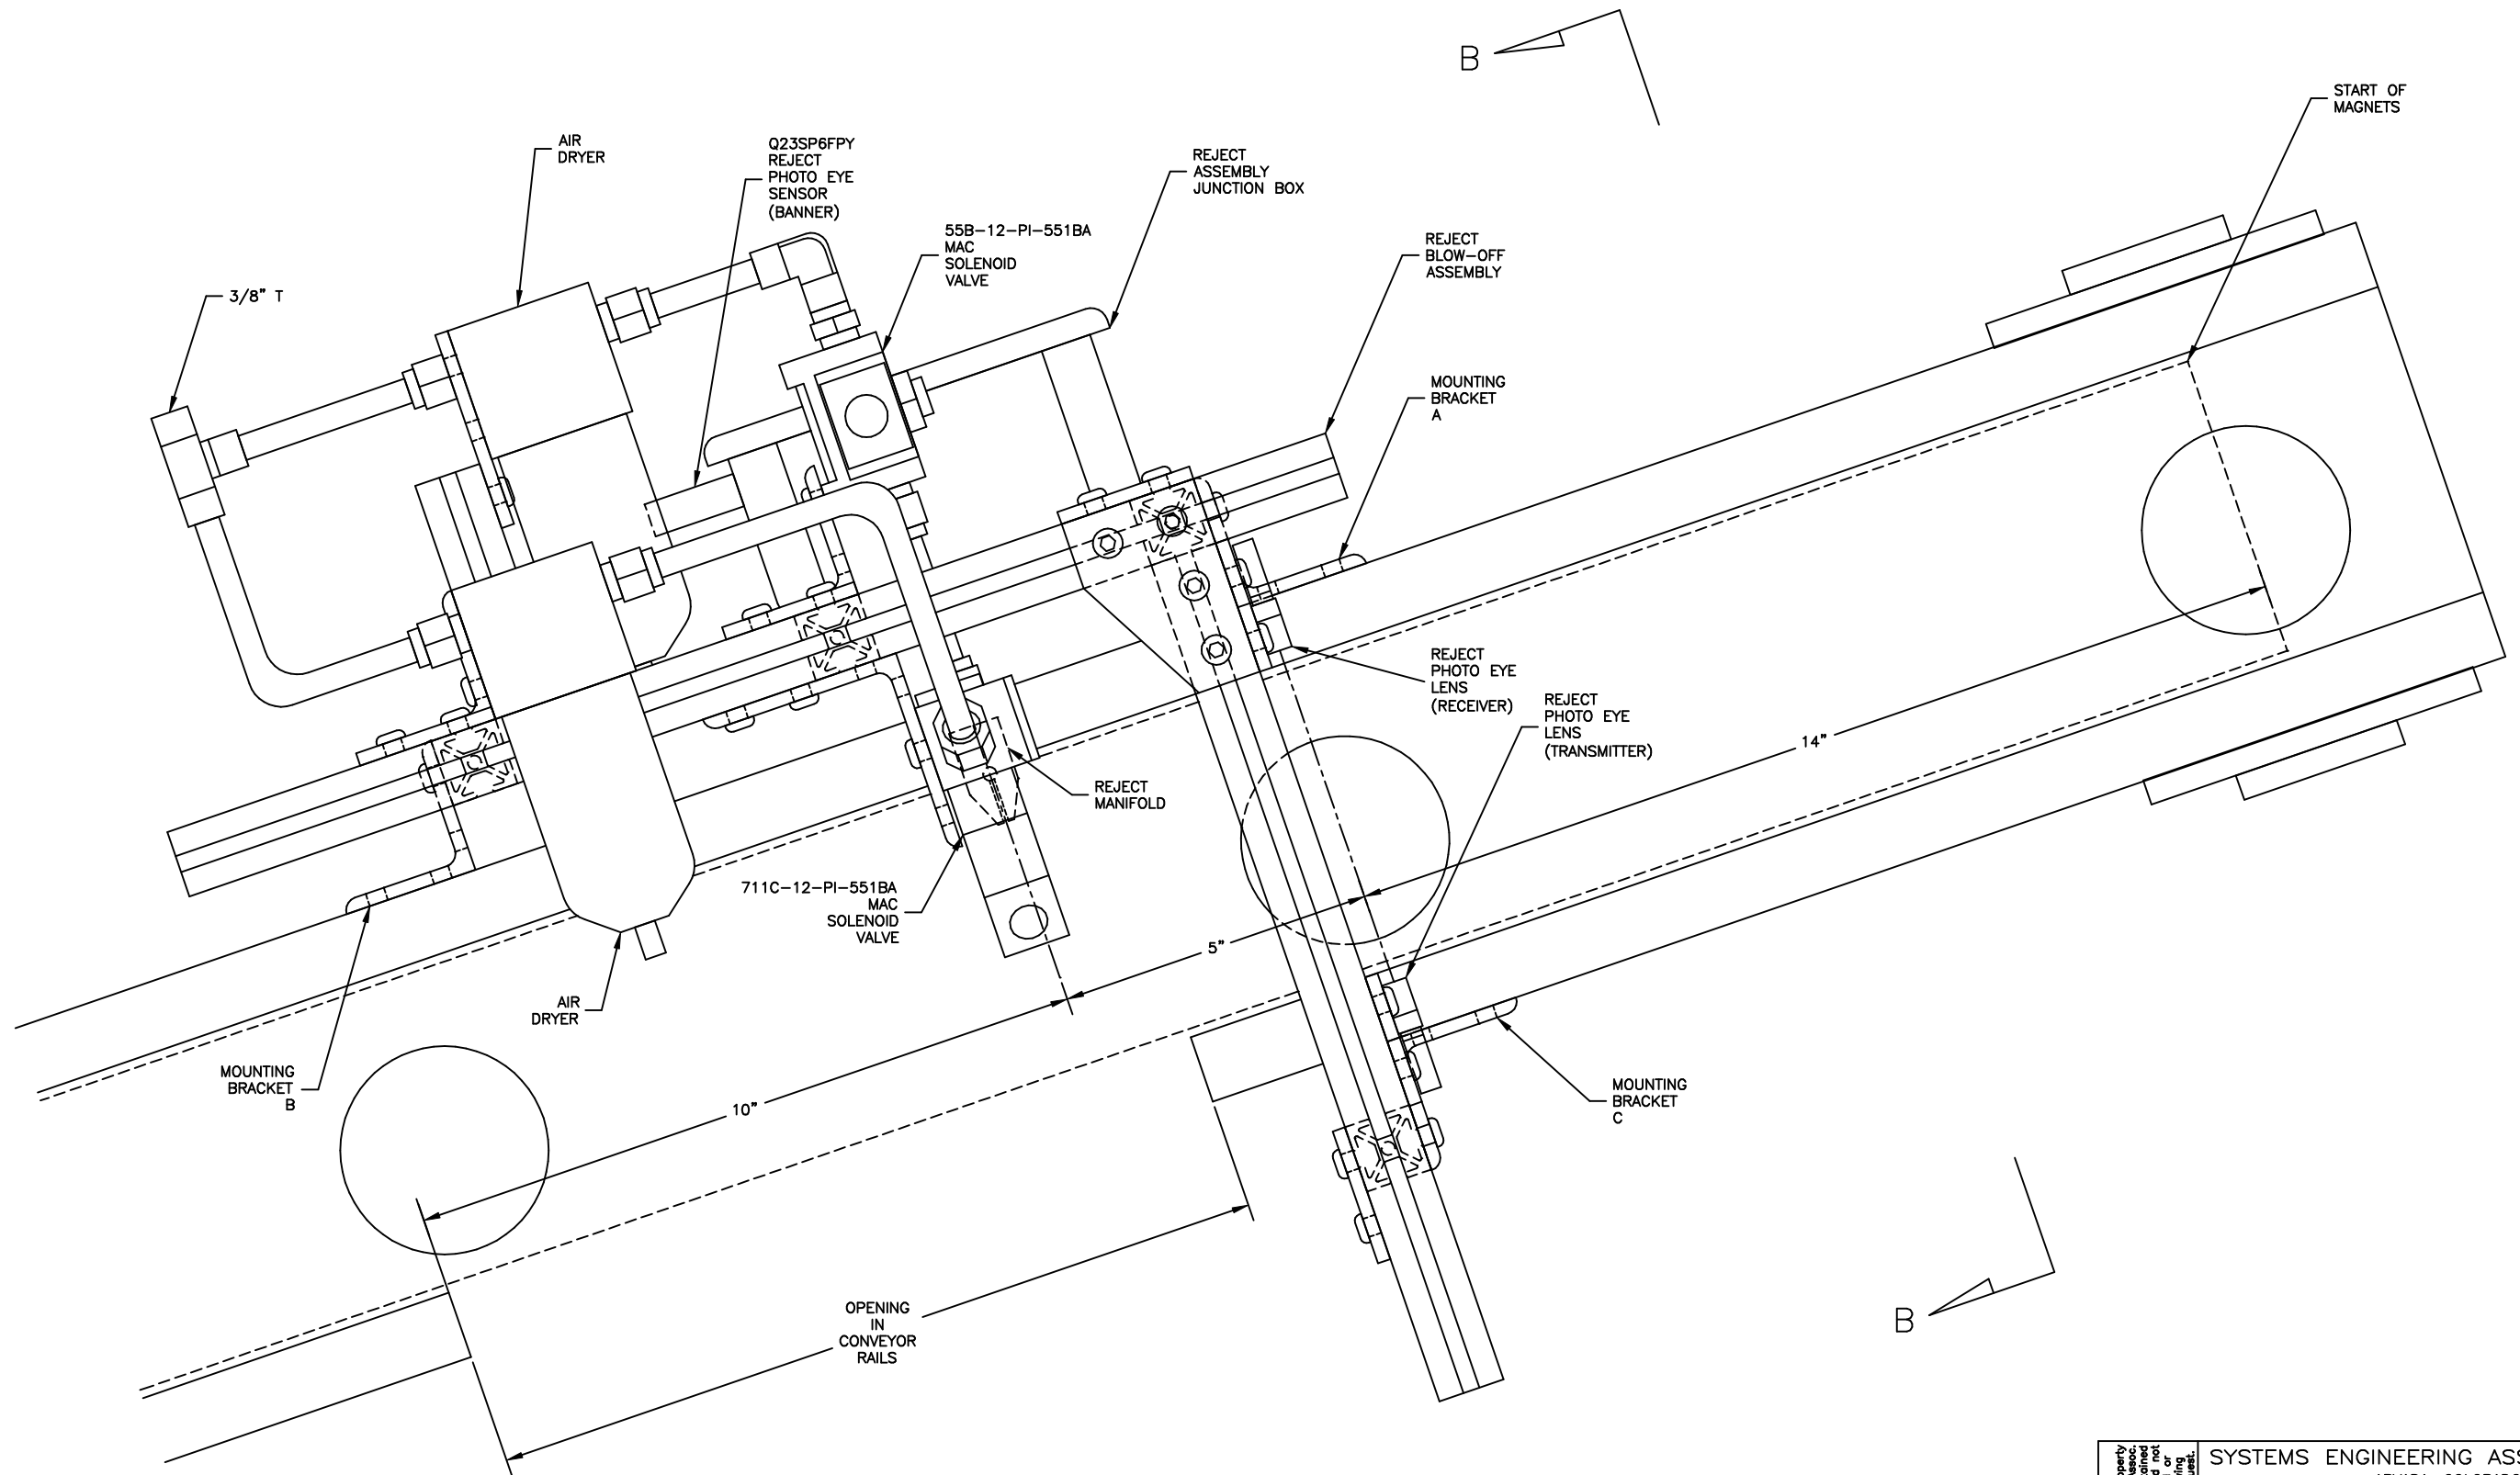 B
START OF
MAGNETS
AIR
DRYER
Q23SP6FPY
REJECT
PHOTO EYE
SENSOR
(BANNER)
REJECT
ASSEMBLY
JUNCTION BOX
55B-12-PI-551BA
MAC
SOLENOID
VALVE
REJECT
BLOW-OFF
ASSEMBLY
3/8" T
MOUNTING
BRACKET
A
REJECT
PHOTO EYE
LENS
(RECEIVER)
REJECT
PHOTO EYE
LENS
(TRANSMITTER)
14"
REJECT
MANIFOLD
711C-12-PI-551BA
MAC
SOLENOID
VALVE
5"
AIR
DRYER
MOUNTING
BRACKET
B
10"
MOUNTING
BRACKET
C
OPENING
IN
CONVEYOR
RAILS
B
SYSTEMS ENGINEERING ASS